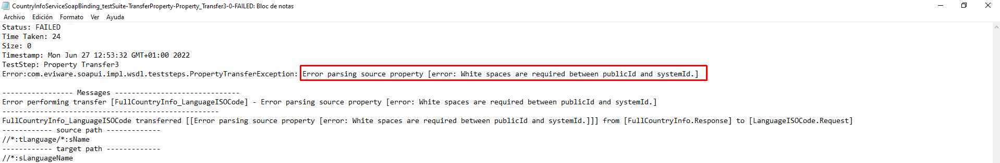 CountryInfoServiceSoapBinding_testSuite-TransferProperty-Property_Transfer3-0-FAILED: Bloc de notas
Archivo Edición Formato Ver Ayuda
Status: FAILED
Time Taken: 24
Size: 0
Timestamp: Mon Jun 27 12:53:32 GMT+01:00 2022
TestStep: Property Transfer3
Error:com.eviware.soapui.impl.wsdl.teststeps.PropertyTransferException: Error parsing source property [error: White spaces are required between publicId and systemId.]
----------------- Messages ------------------------------
Error performing transfer [FullCountryInfo_LanguageISOCode] - Error parsing source property [error: White spaces are required between publicId and systemId.]
----------------------------------------------------
FullCountryInfo_LanguageISOCode transferred [[Error parsing source property [error: White spaces are required between publicId and systemId.]]] from [FullCountryInfo.Response] to [LanguageISOCode.Request]
------------ source path -------------
//*:tLanguage/*:sName
------------ target path -------------
//*:sLanguageName